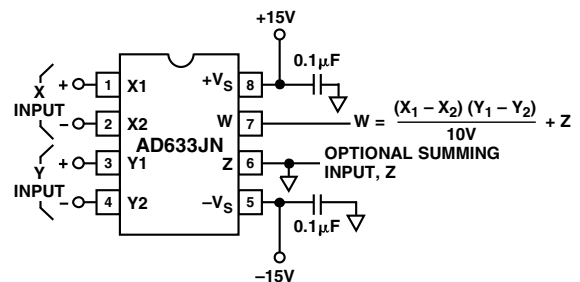 +15V
0.1µF
X
INPUT
+
1
X1
+VS
8
–
2
X2
W
7
W = (X1 – X2) (Y1 – Y2) / 10V + Z
AD633JN
Y
INPUT
+
3
Y1
Z
6
OPTIONAL SUMMING
INPUT, Z
–
4
Y2
–VS
5
0.1µF
–15V